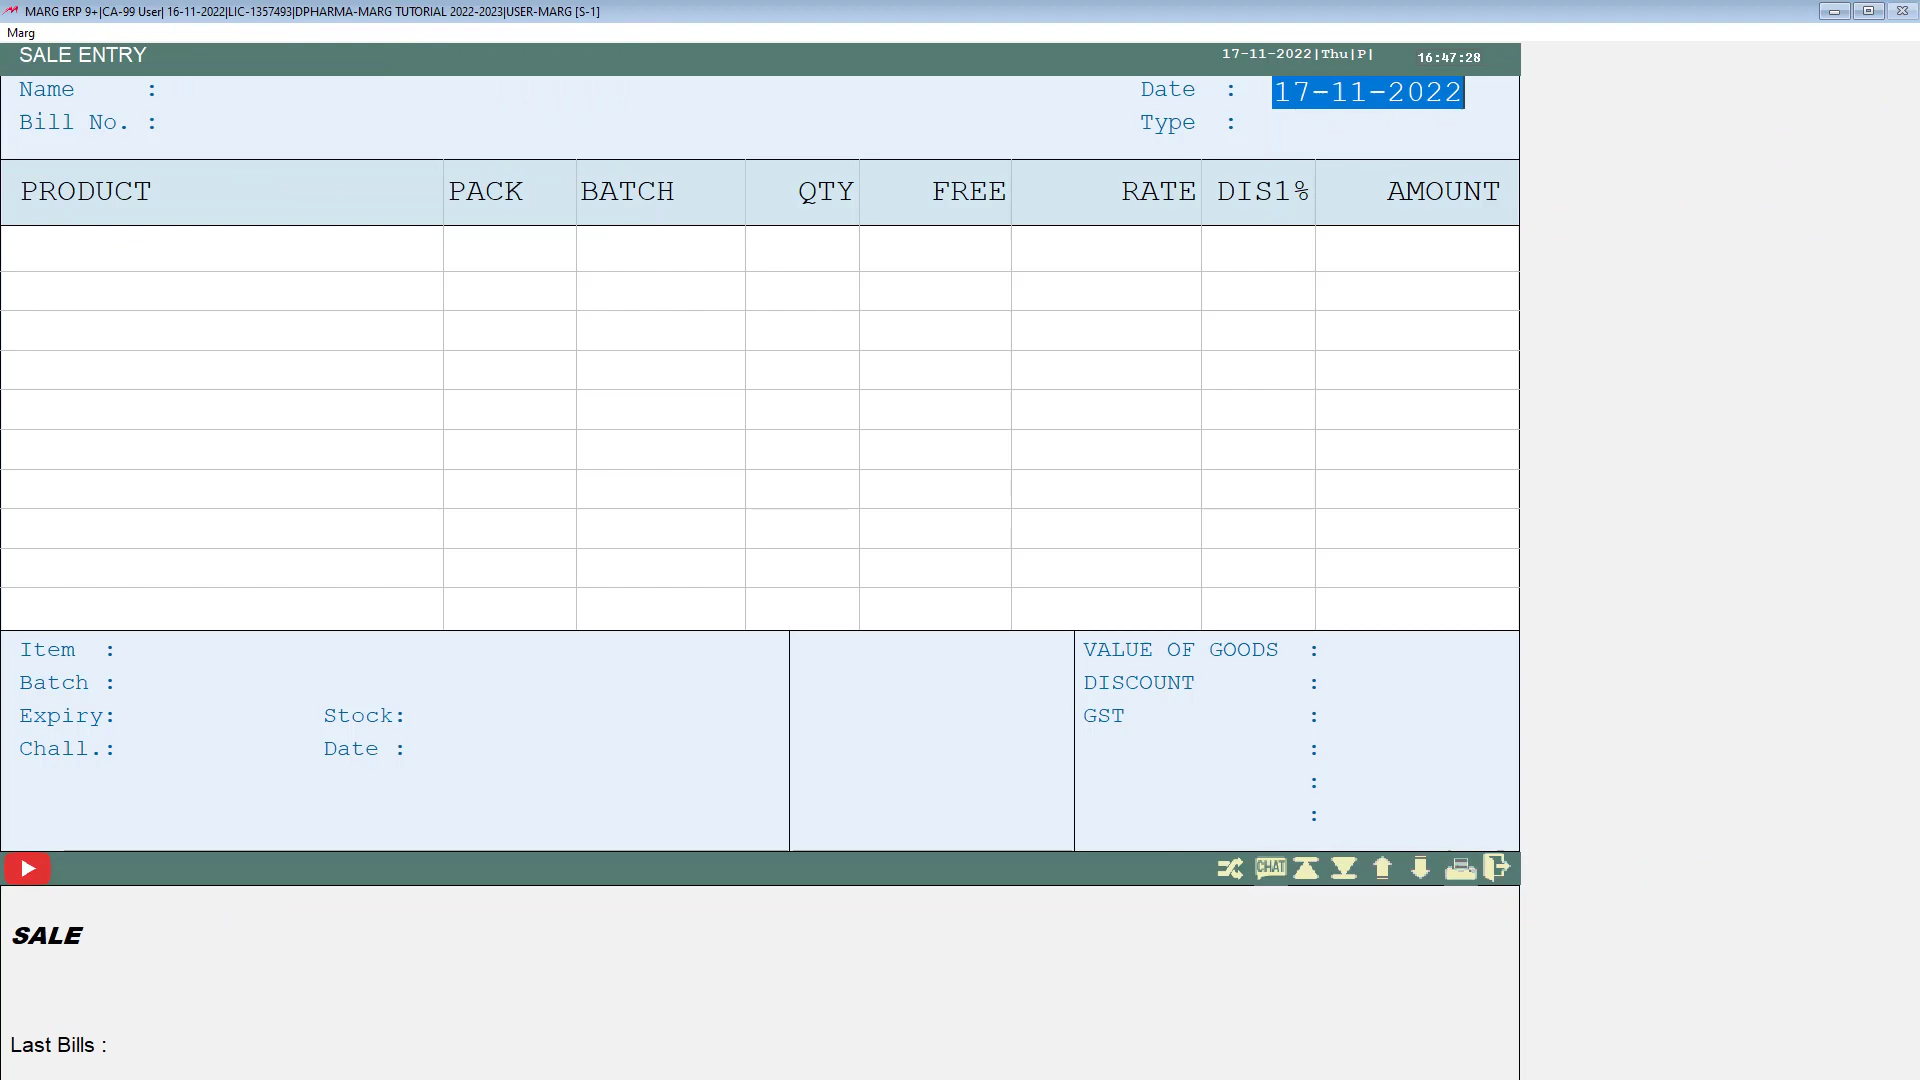 MARG ERP 9+|CA-99 User| 16-11-2022|LIC-1357493|DPHARMA-MARG TUTORIAL 2022-2023|USER-MARG [S-1]
Marg
SALE ENTRY 17-11-2022|Thu|P| 16:47:28
Name : Date : 17-11-2022
Bill No. : Type :
PRODUCT PACK BATCH QTY FREE RATE DIS1% AMOUNT
Item : VALUE OF GOODS :
Batch : DISCOUNT :
Expiry: Stock: GST :
Chall.: Date : :
:
:
CHAT
SALE
Last Bills :